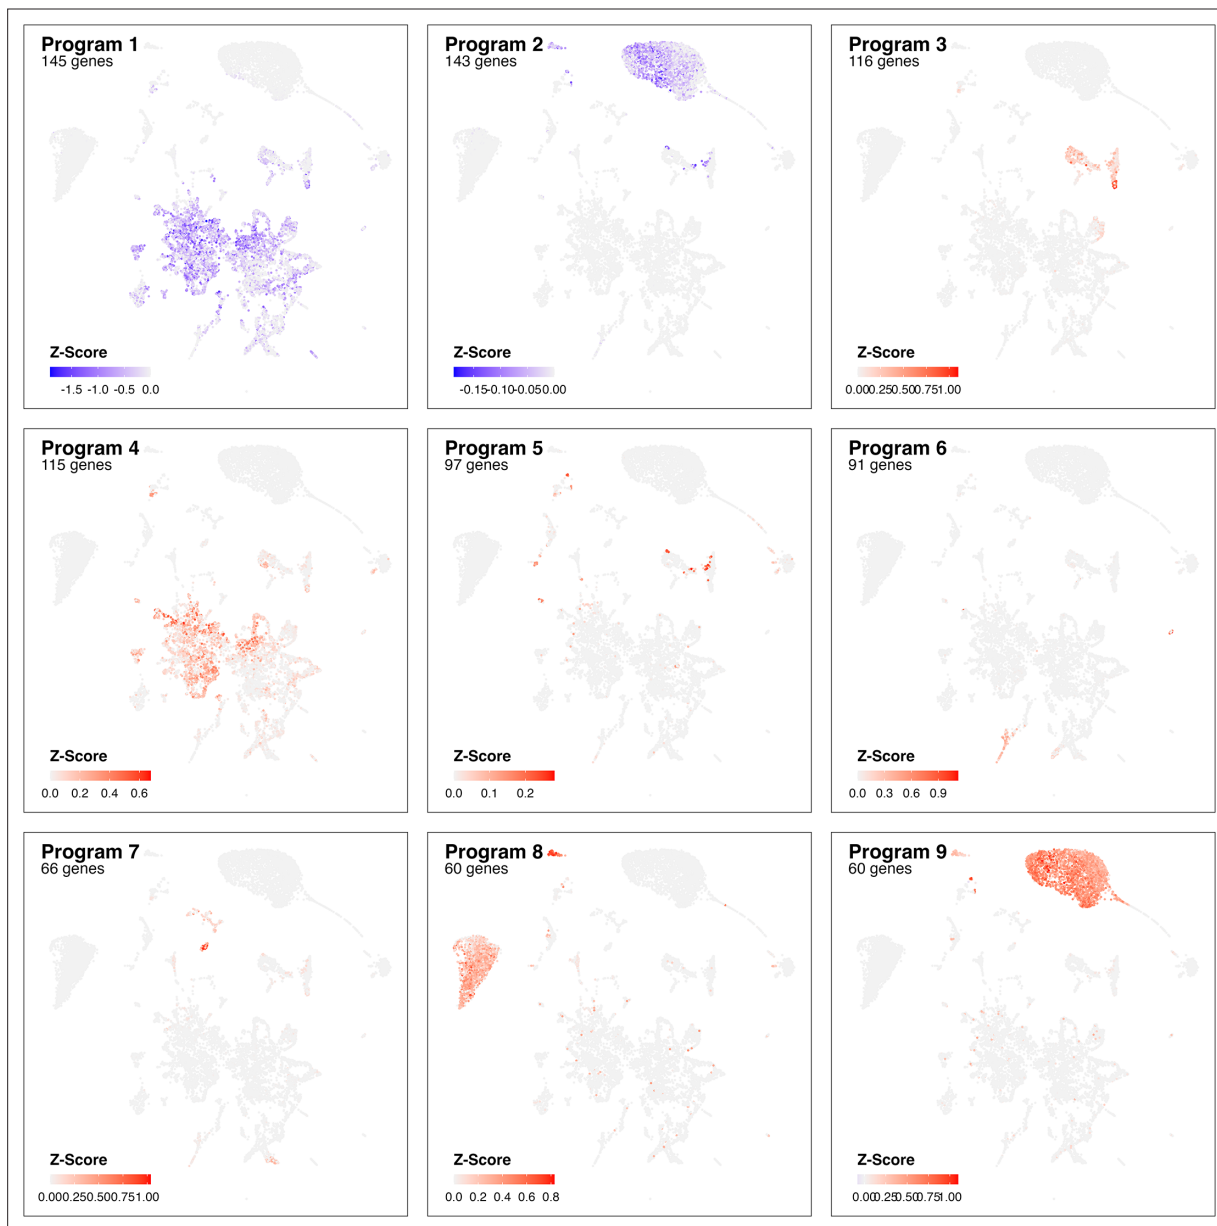 Program 1
145 genes
Z-Score
-1.5 -1.0 -0.5 0.0
Program 2
143 genes
Z-Score
-0.15-0.10-0.050.00
Program 3
116 genes
Z-Score
0.000.250.500.751.00
Program 4
115 genes
Z-Score
0.0 0.2 0.4 0.6
Program 5
97 genes
Z-Score
0.0 0.1 0.2
Program 6
91 genes
Z-Score
0.0 0.3 0.6 0.9
Program 7
66 genes
Z-Score
0.000.250.500.751.00
Program 8
60 genes
Z-Score
0.0 0.2 0.4 0.6 0.8
Program 9
60 genes
Z-Score
0.000.250.500.751.00